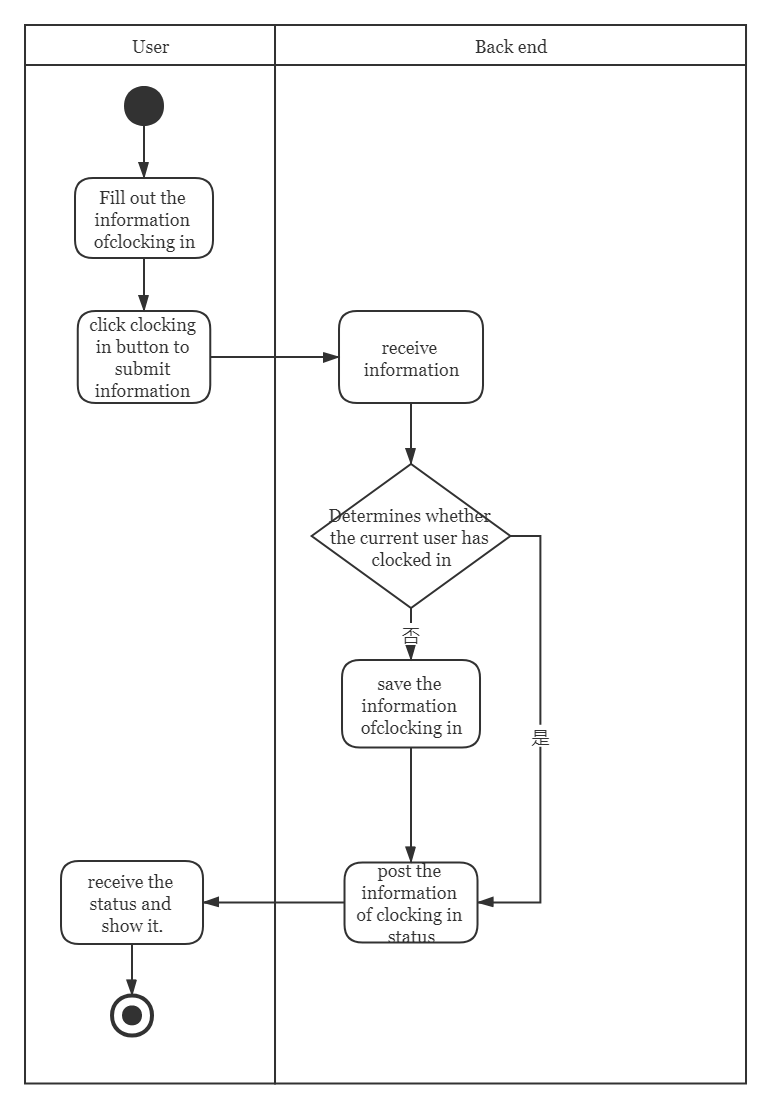 User
Back end
Fill out the
information
ofclocking in
click clocking
in button to
submit
information
receive
information
Determines whether
the current user has
clocked in
否
save the
information
ofclocking in
是
post the
information
of clocking in
status
receive the
status and
show it.